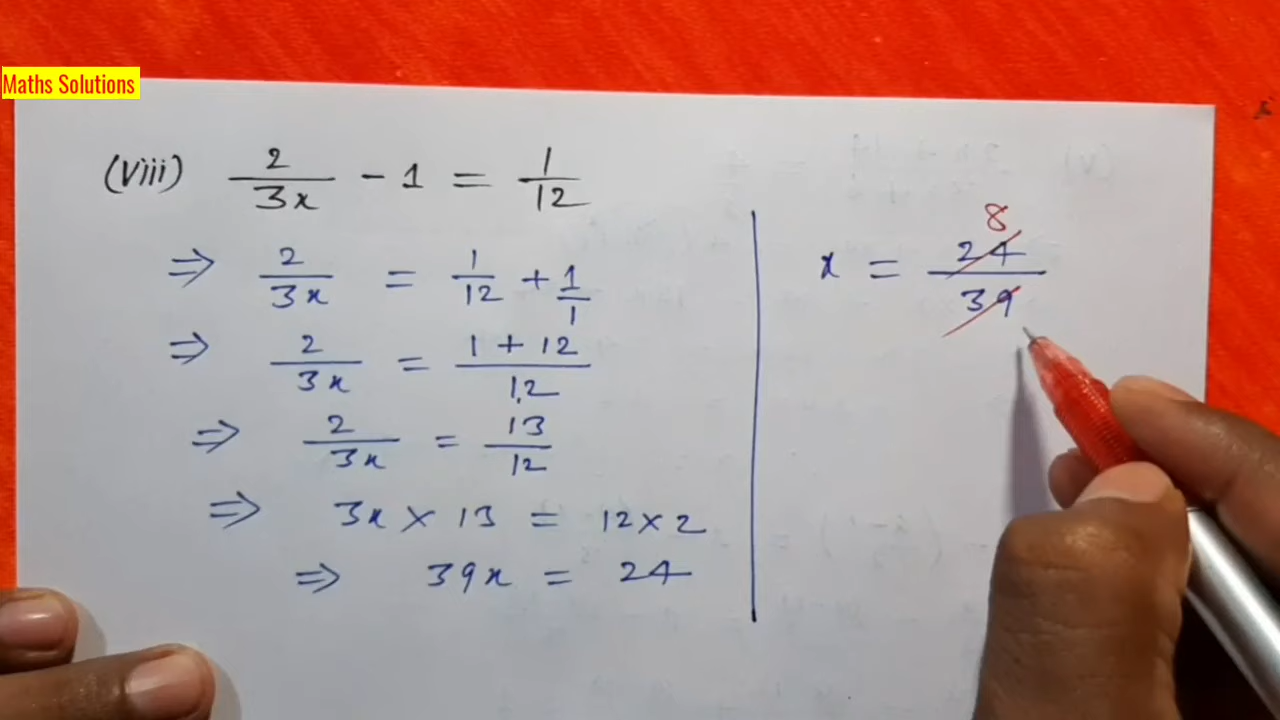 Maths Solutions
(viii) 2/3x - 1 = 1/12
⇒ 2/3x = 1/12 + 1/1
⇒ 2/3x = 1 + 12/12
⇒ 2/3x = 13/12
⇒ 3x × 13 = 12 × 2
⇒ 39x = 24
8
x = 24/39